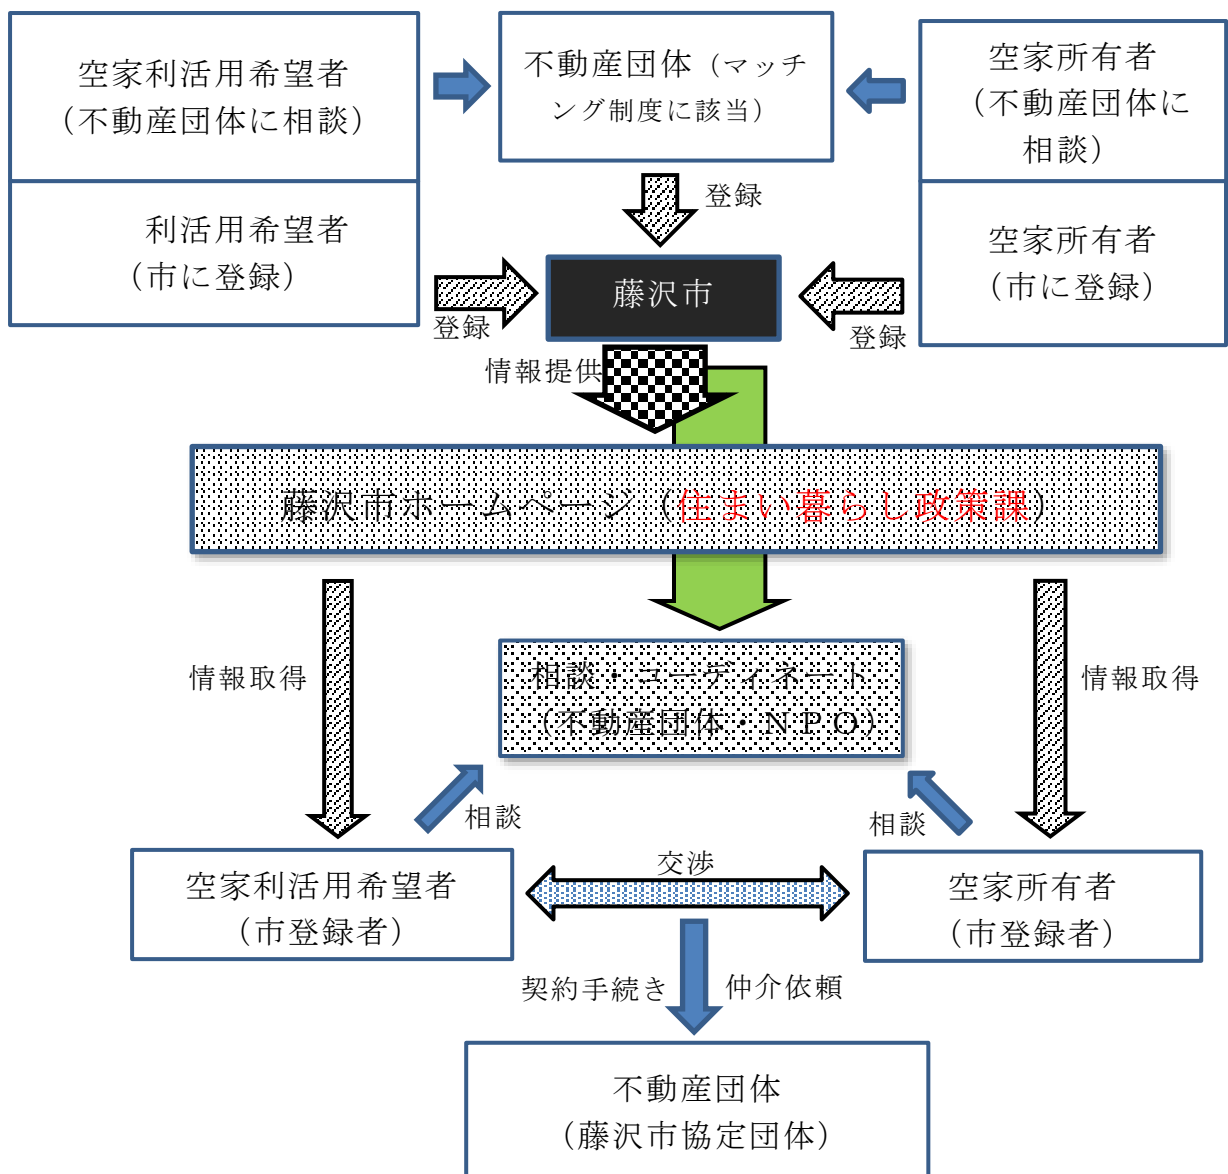 空家利活用希望者
（不動産団体に相談）
不動産団体（マッチ
ング制度に該当）
空家所有者
（不動産団体に
相談）
登録
利活用希望者
（市に登録）
藤沢市
空家所有者
（市に登録）
登録
登録
情報提供
藤沢市ホームページ（住まい暮らし政策課）
相談・コーディネート
（不動産団体・ＮＰＯ）
情報取得
情報取得
相談
相談
空家利活用希望者
（市登録者）
交渉
空家所有者
（市登録者）
契約手続き
仲介依頼
不動産団体
（藤沢市協定団体）